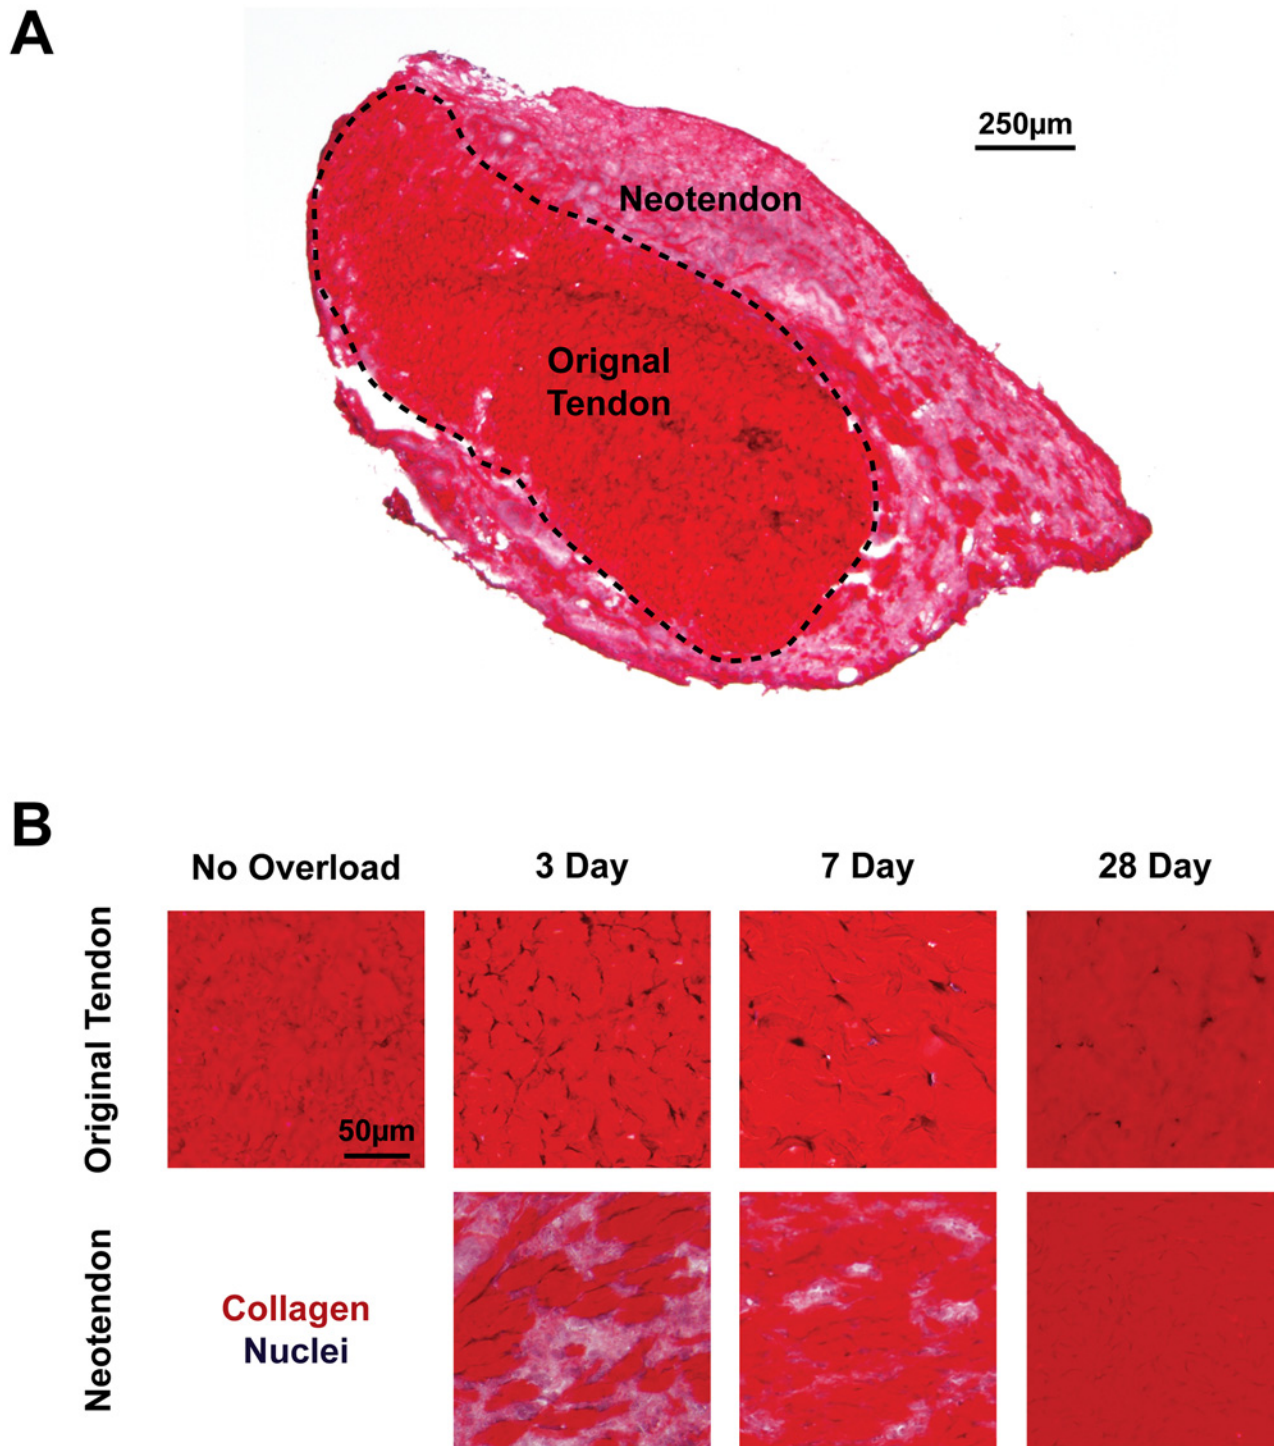 A
250µm
Neotendon
Orignal
Tendon
B
No Overload
3 Day
7 Day
28 Day
Original Tendon
50µm
Neotendon
Collagen
Nuclei